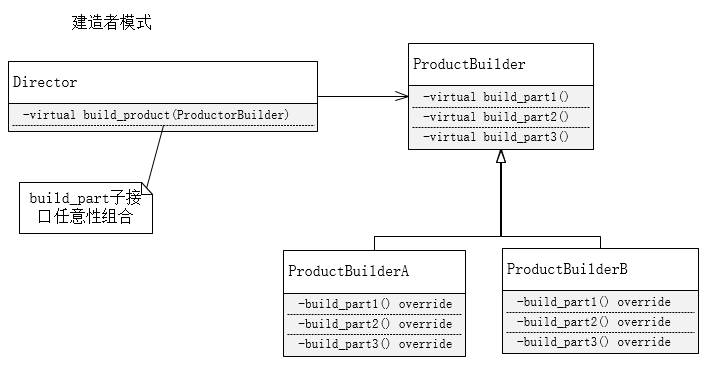 建造者模式
Director
-virtual build_product(ProductorBuilder)
build_part子接
口任意性组合
ProductBuilder
-virtual build_part1()
-virtual build_part2()
-virtual build_part3()
ProductBuilderA
-build_part1() override
-build_part2() override
-build_part3() override
ProductBuilderB
-build_part1() override
-build_part2() override
-build_part3() override